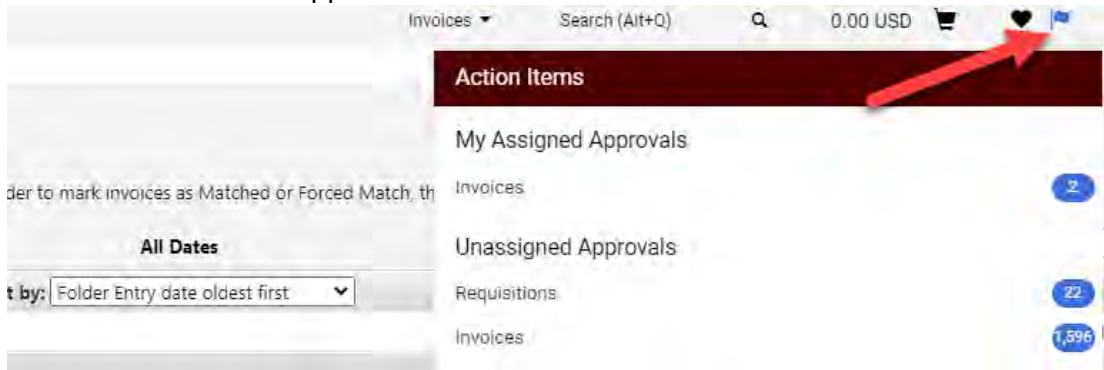 Invoices Search (Alt+Q) 0.00 USD
Action Items
My Assigned Approvals
der to mark invoices as Matched or Forced Match, th
Invoices 2
All Dates
Unassigned Approvals
t by: Folder Entry date oldest first
Requisitions 22
Invoices 1,596